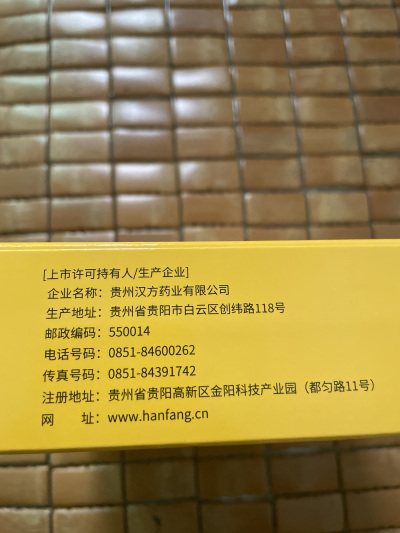 [上市许可持有人/生产企业]
企业名称：贵州汉方药业有限公司
生产地址：贵州省贵阳市白云区创纬路118号
邮政编码：550014
电话号码：0851-84600262
传真号码：0851-84391742
注册地址：贵州省贵阳高新区金阳科技产业园（都匀路11号）
网　　址：www.hanfang.cn